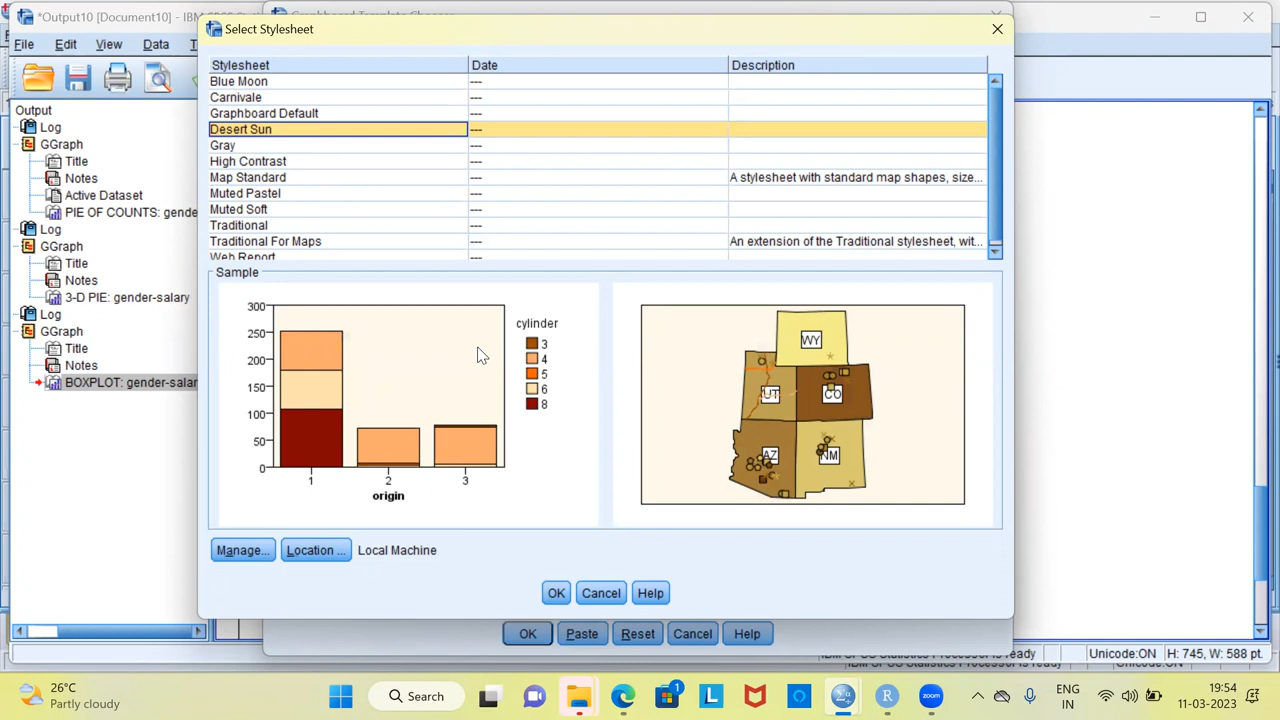 *Output10 [Document10] - IBM SPSS
Select Stylesheet
File Edit View Data
Output
Log
GGraph
Title
Notes
Active Dataset
PIE OF COUNTS: gende
Log
GGraph
Title
Notes
3-D PIE: gender-salary
Log
GGraph
Title
Notes
BOXPLOT: gender-salar
Stylesheet Date Description
Blue Moon ---
Carnivale ---
Graphboard Default ---
Desert Sun ---
Gray ---
High Contrast ---
Map Standard --- A stylesheet with standard map shapes, size...
Muted Pastel ---
Muted Soft ---
Traditional ---
Traditional For Maps --- An extension of the Traditional stylesheet, wit...
Web Report ---
Sample
300
250
200
150
100
50
0
1 2 3
origin
cylinder
3
4
5
6
8
WY
UT CO
AZ NM
Manage... Location ... Local Machine
OK Cancel Help
OK Paste Reset Cancel Help
Unicode:ON H: 745, W: 588 pt.
26°C
Partly cloudy
Search
1
L
R
zoom
ENG
IN
19:54
11-03-2023